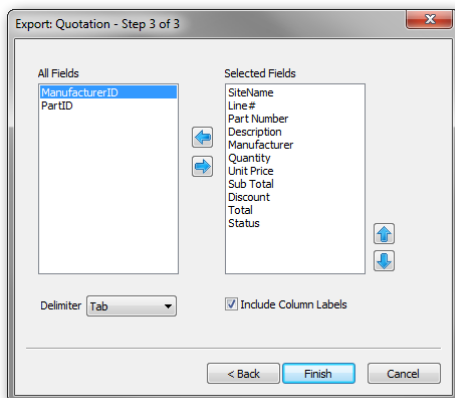 Export: Quotation - Step 3 of 3
All Fields
ManufacturerID
PartID
Selected Fields
SiteName
Line#
Part Number
Description
Manufacturer
Quantity
Unit Price
Sub Total
Discount
Total
Status
Delimiter Tab
Include Column Labels
< Back Finish Cancel